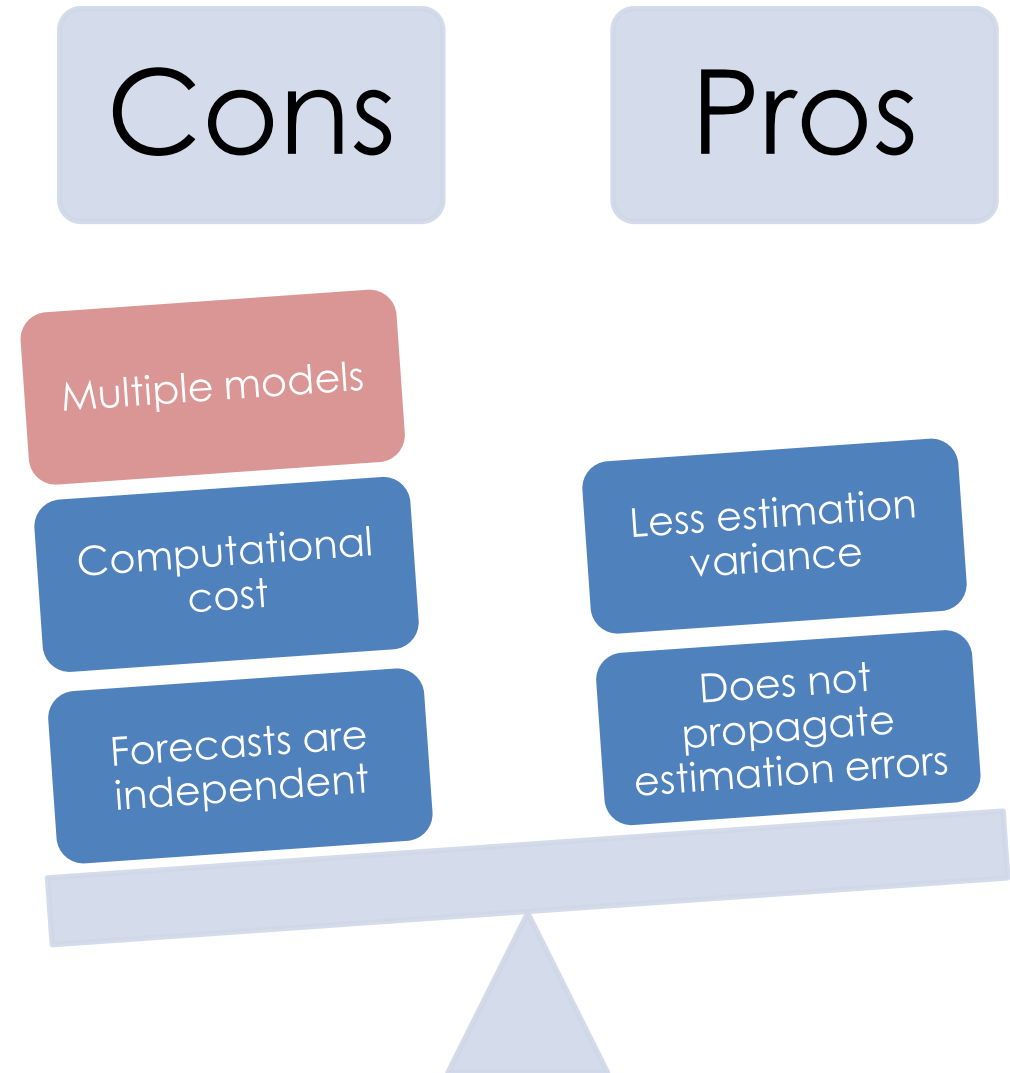 Cons
Pros
Multiple models
Computational
cost
Forecasts are
independent
Less estimation
variance
Does not
propagate
estimation errors